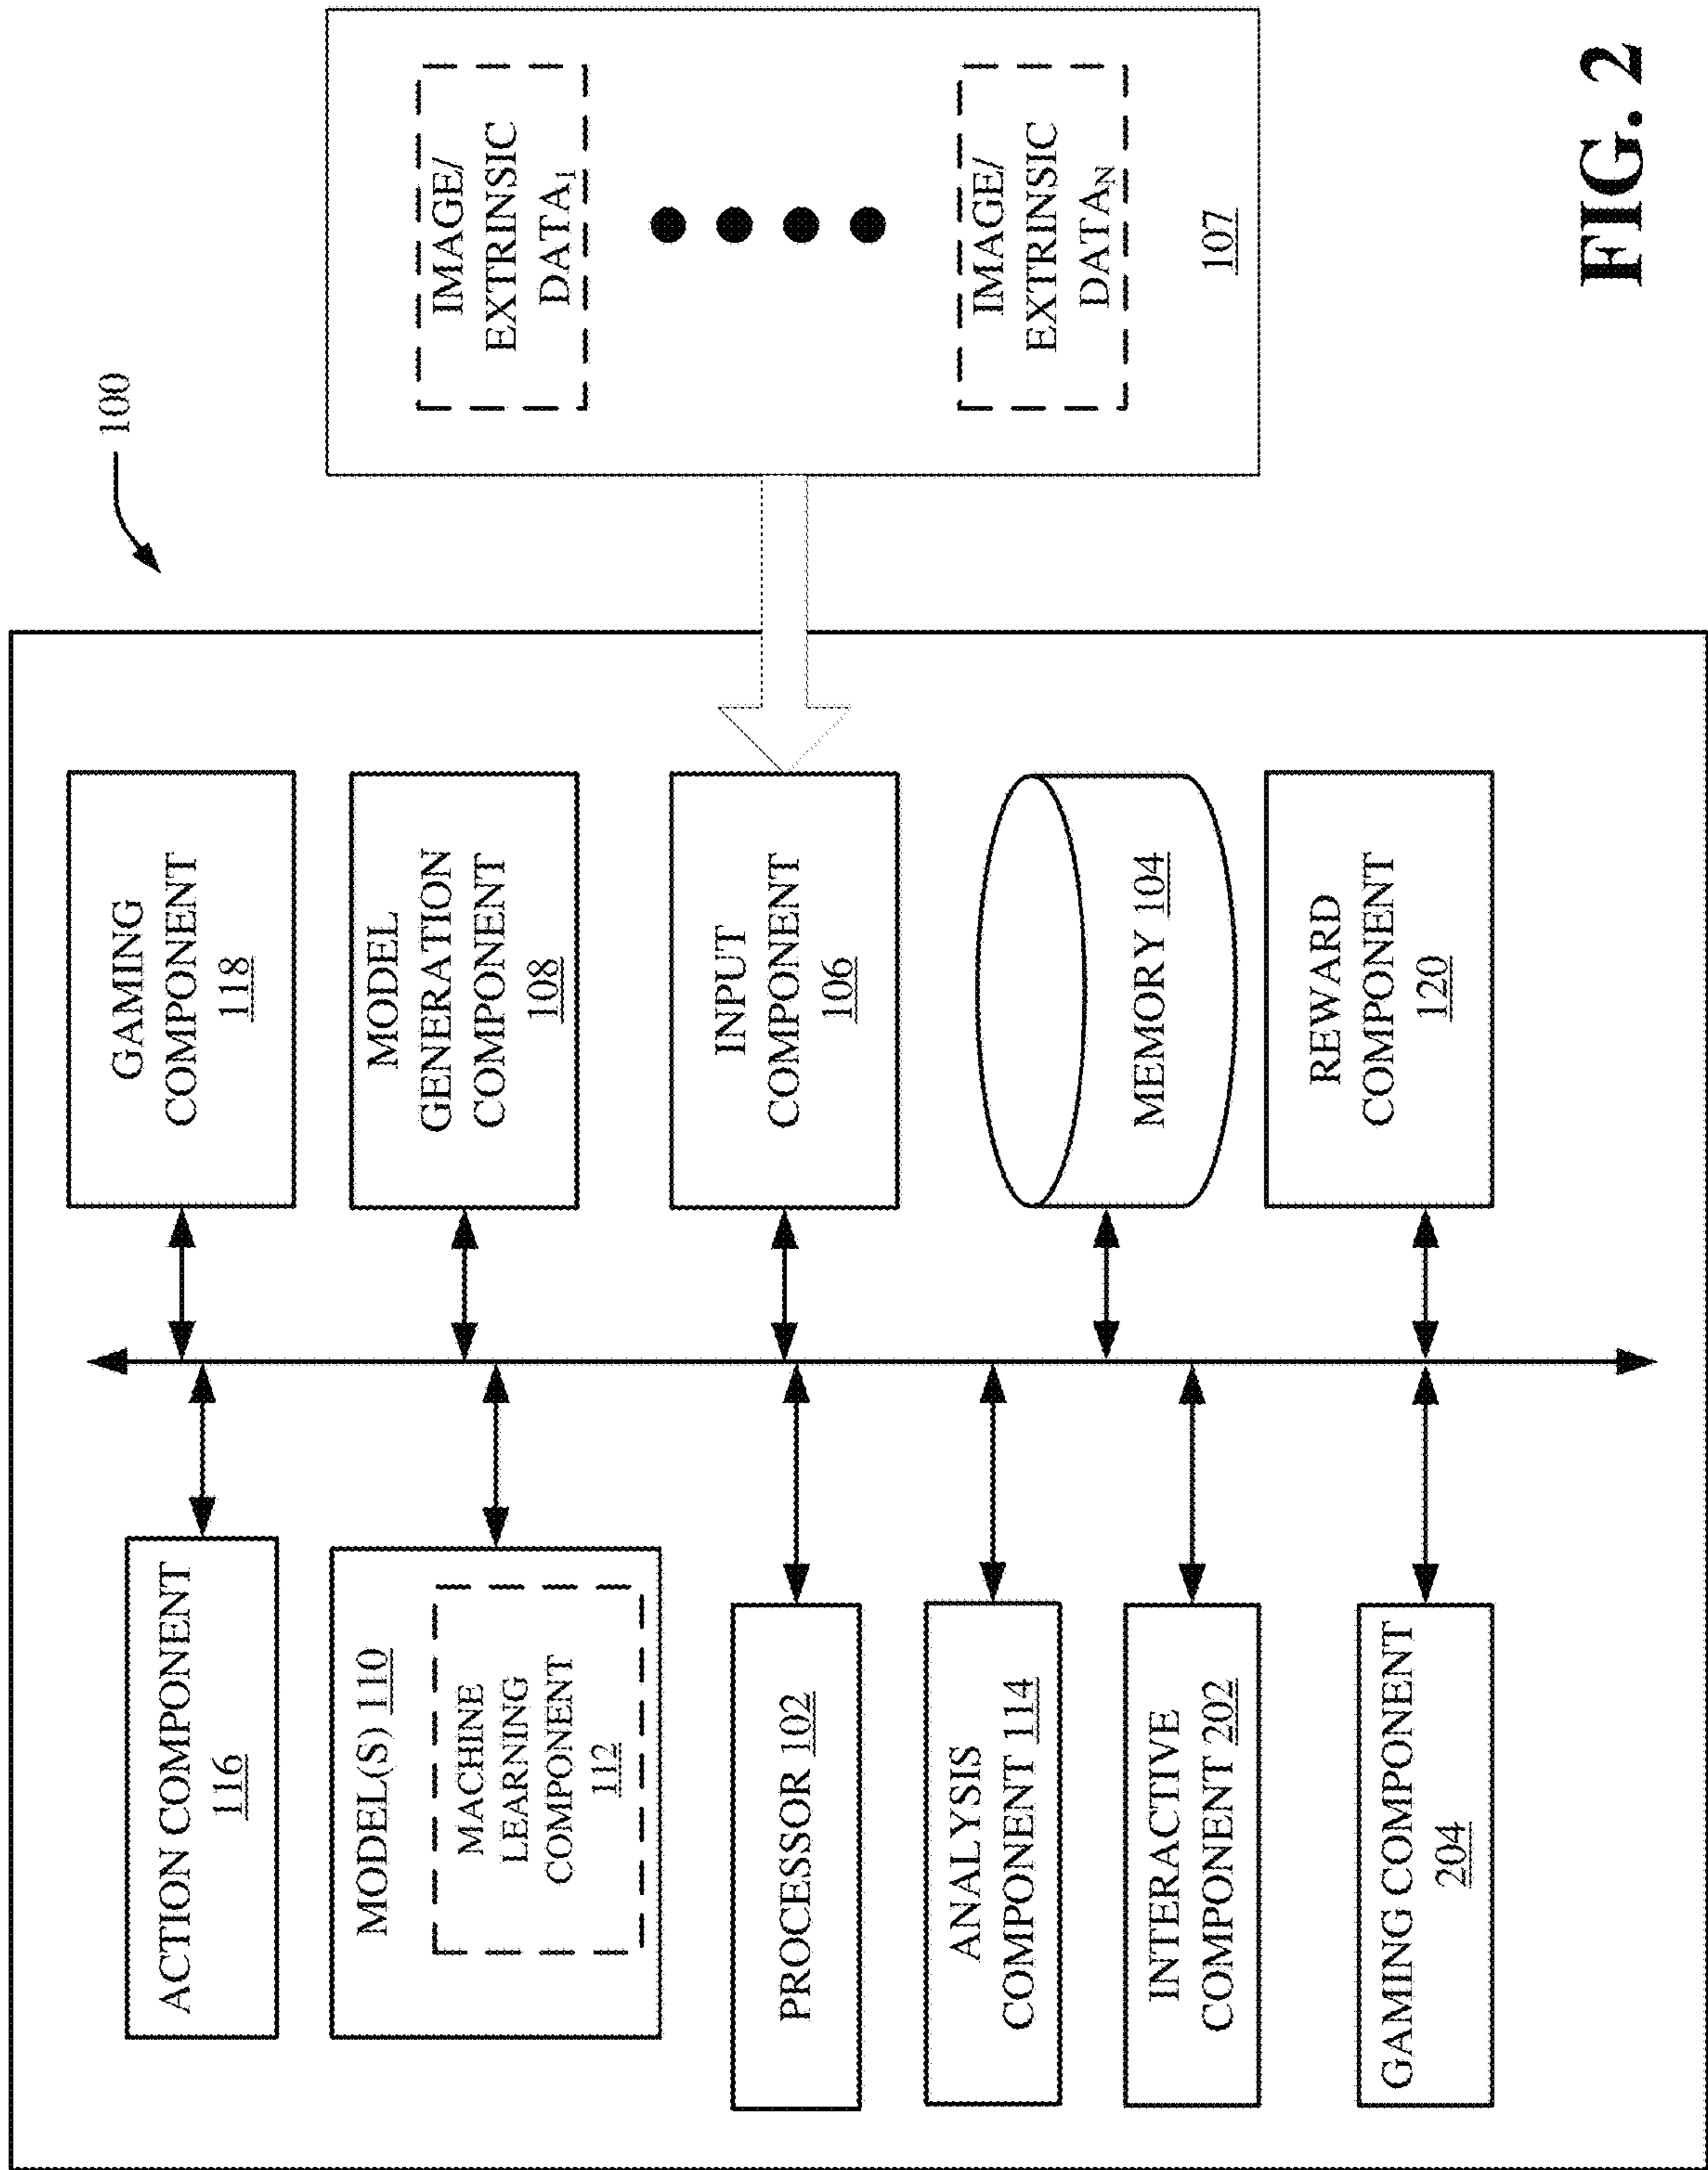 100
ACTION COMPONENT
116
MODEL(S) 110
MACHINE
LEARNING
COMPONENT
112
PROCESSOR 102
ANALYSIS
COMPONENT 114
INTERACTIVE
COMPONENT 202
GAMING COMPONENT
204
GAMING
COMPONENT
118
MODEL
GENERATION
COMPONENT
108
INPUT
COMPONENT
106
MEMORY 104
REWARD
COMPONENT
120
IMAGE/
EXTRINSIC
DATA1
IMAGE/
EXTRINSIC
DATAN
107
FIG. 2